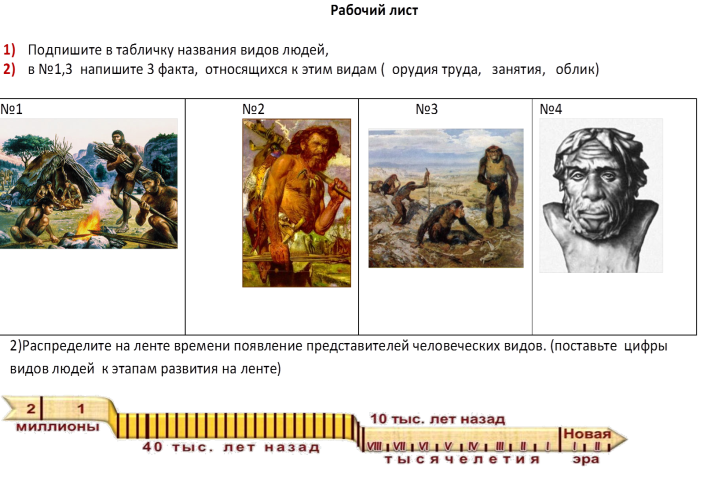 Рабочий лист
1) Подпишите в табличку названия видов людей,
2) в №1,3 напишите 3 факта, относящихся к этим видам ( орудия труда, занятия, облик)
№1 №2 №3 №4
2)Распределите на ленте времени появление представителей человеческих видов. (поставьте цифры
видов людей к этапам развития на ленте)
2 1
миллионы
40 тыс. лет назад
10 тыс. лет назад
VIII VII VI V IV III II I
тысячелетия
Новая
I II
эра